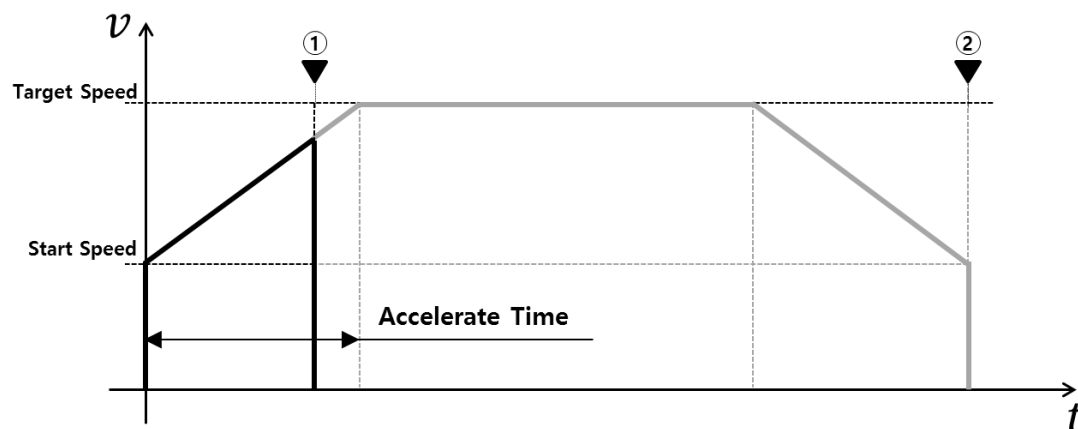 v
① ②
Target Speed
Start Speed
Accelerate Time
t